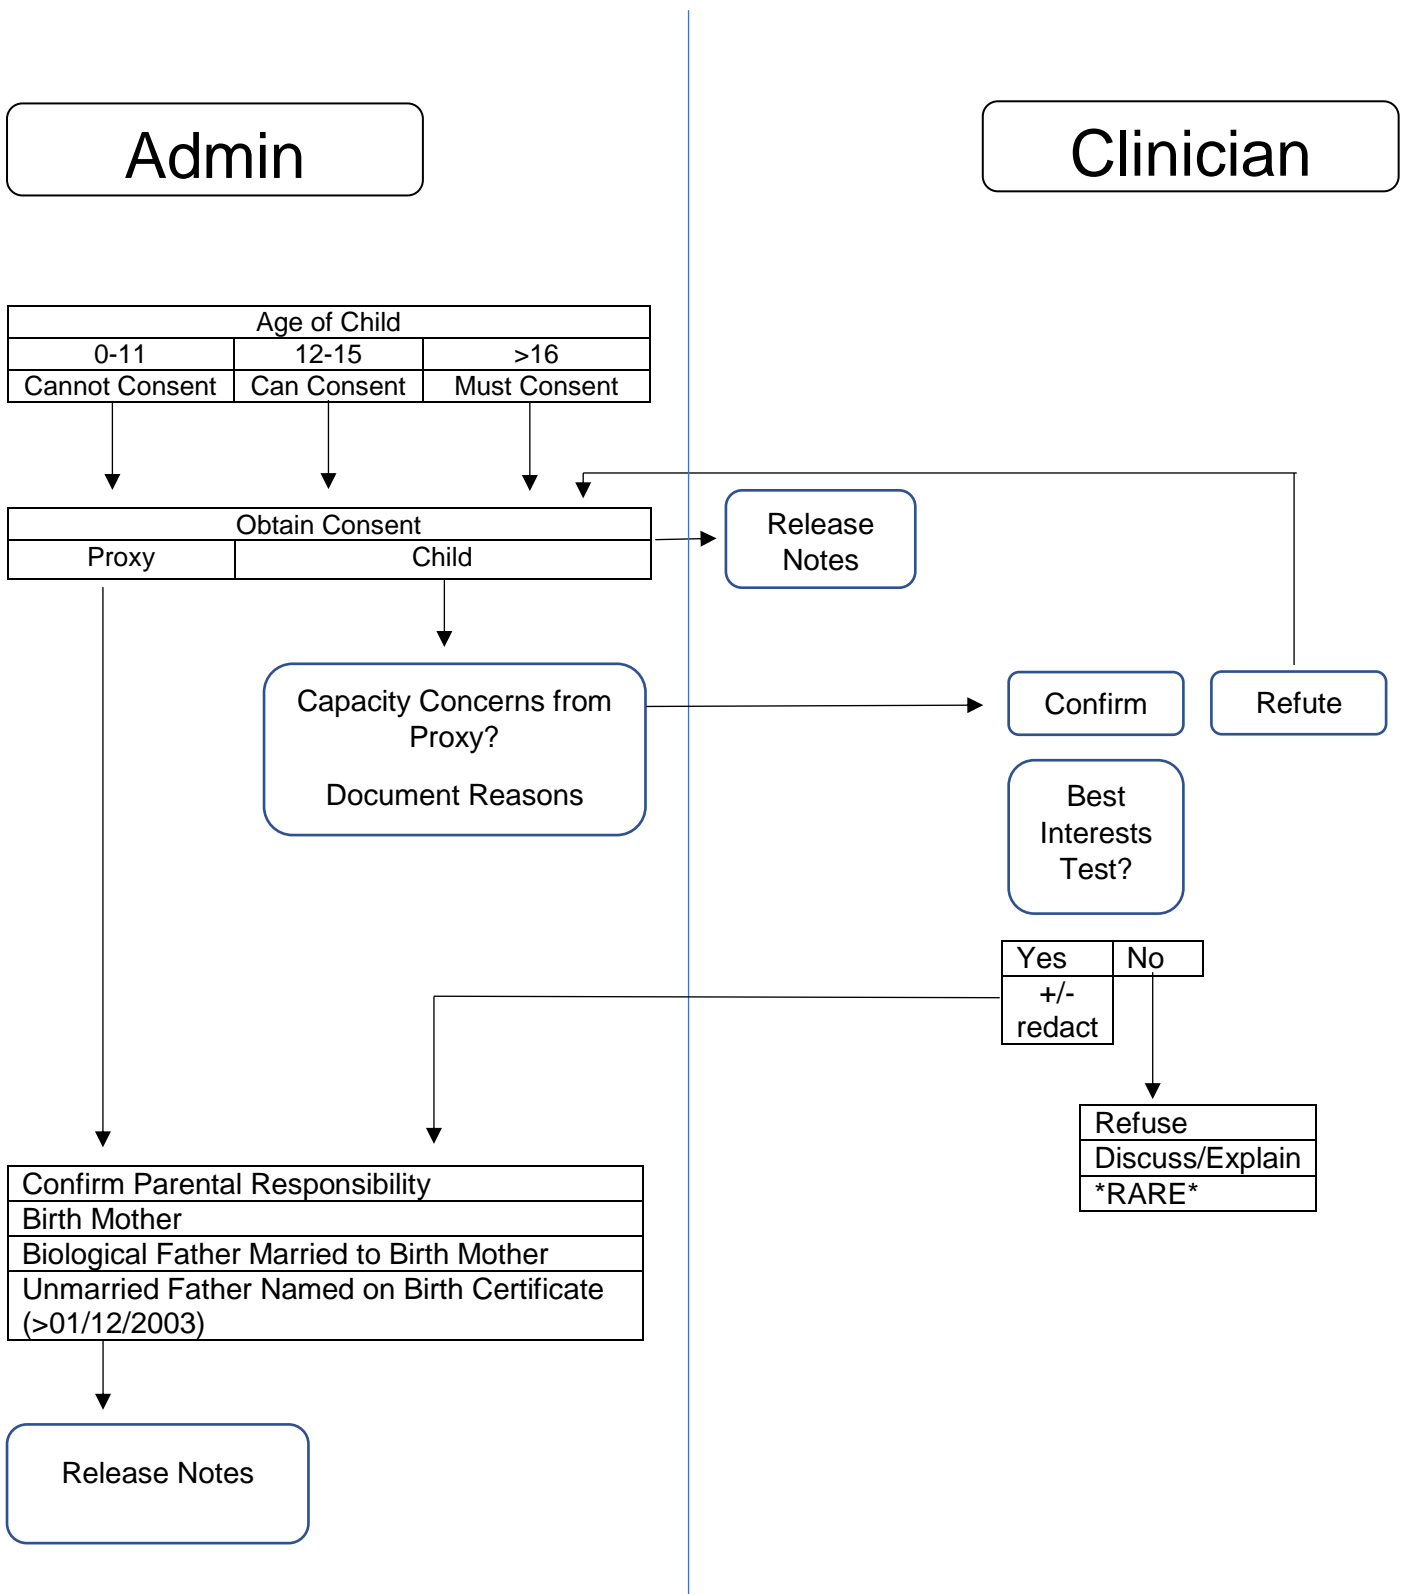 Admin
Clinician
Age of Child
0-11
12-15
>16
Cannot Consent
Can Consent
Must Consent
Obtain Consent
Proxy
Child
Release
Notes
Capacity Concerns from
Proxy?
Document Reasons
Confirm
Refute
Best
Interests
Test?
Yes
No
+/-
redact
Refuse
Discuss/Explain
*RARE*
Confirm Parental Responsibility
Birth Mother
Biological Father Married to Birth Mother
Unmarried Father Named on Birth Certificate
(>01/12/2003)
Release Notes